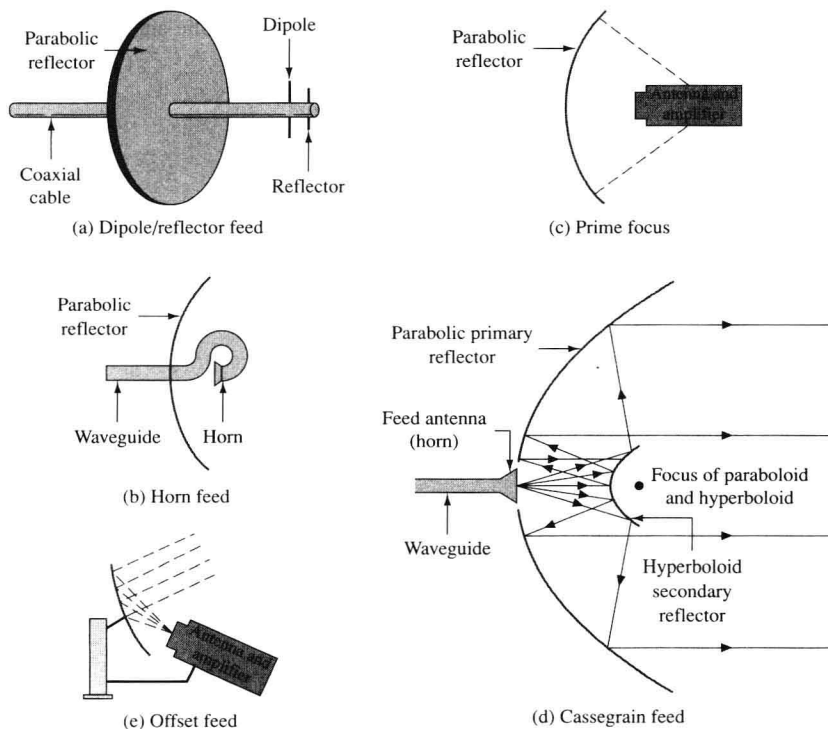 Parabolic
reflector
Dipole
Coaxial
cable
Reflector
(a) Dipole/reflector feed
Parabolic
reflector
Antenna and
amplifier
(c) Prime focus
Parabolic
reflector
Waveguide
Horn
(b) Horn feed
Parabolic primary
reflector
Feed antenna
(horn)
Waveguide
Focus of paraboloid
and hyperboloid
Hyperboloid
secondary
reflector
(d) Cassegrain feed
Antenna and
amplifier
(e) Offset feed